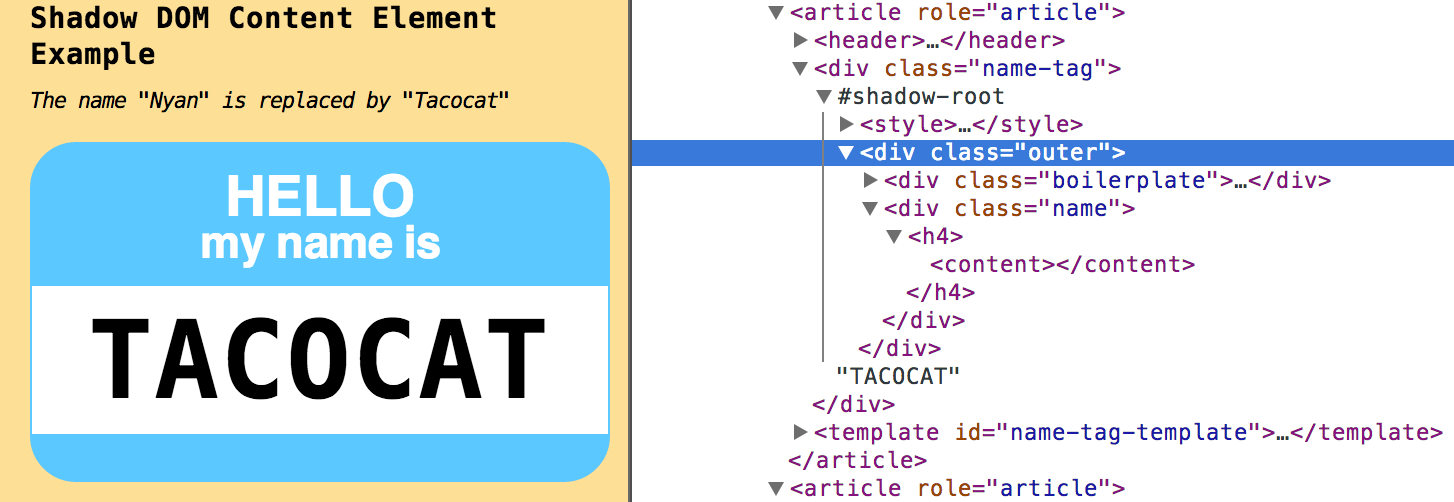 Shadow DOM Content Element
Example
The name "Nyan" is replaced by "Tacocat"
HELLO
my name is
TACOCAT
<article role="article">
<header>…</header>
<div class="name-tag">
#shadow-root
<style>…</style>
<div class="outer">
<div class="boilerplate">…</div>
<div class="name">
<h4>
<content></content>
</h4>
</div>
</div>
"TACOCAT"
</div>
<template id="name-tag-template">…</template>
</article>
<article role="article">